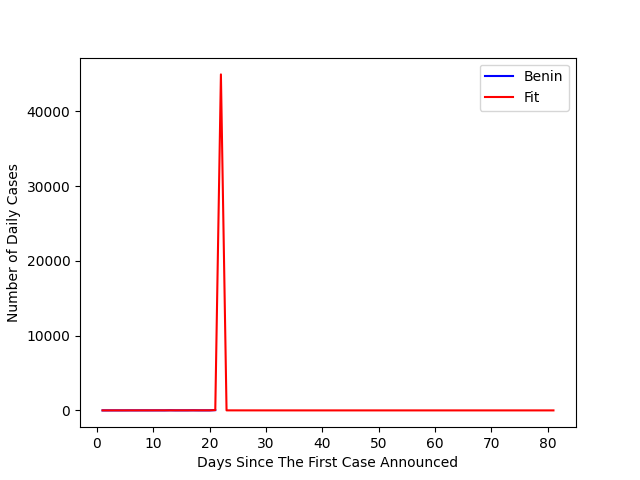 Benin
Fit
Number of Daily Cases
40000
30000
20000
10000
0
0 10 20 30 40 50 60 70 80
Days Since The First Case Announced